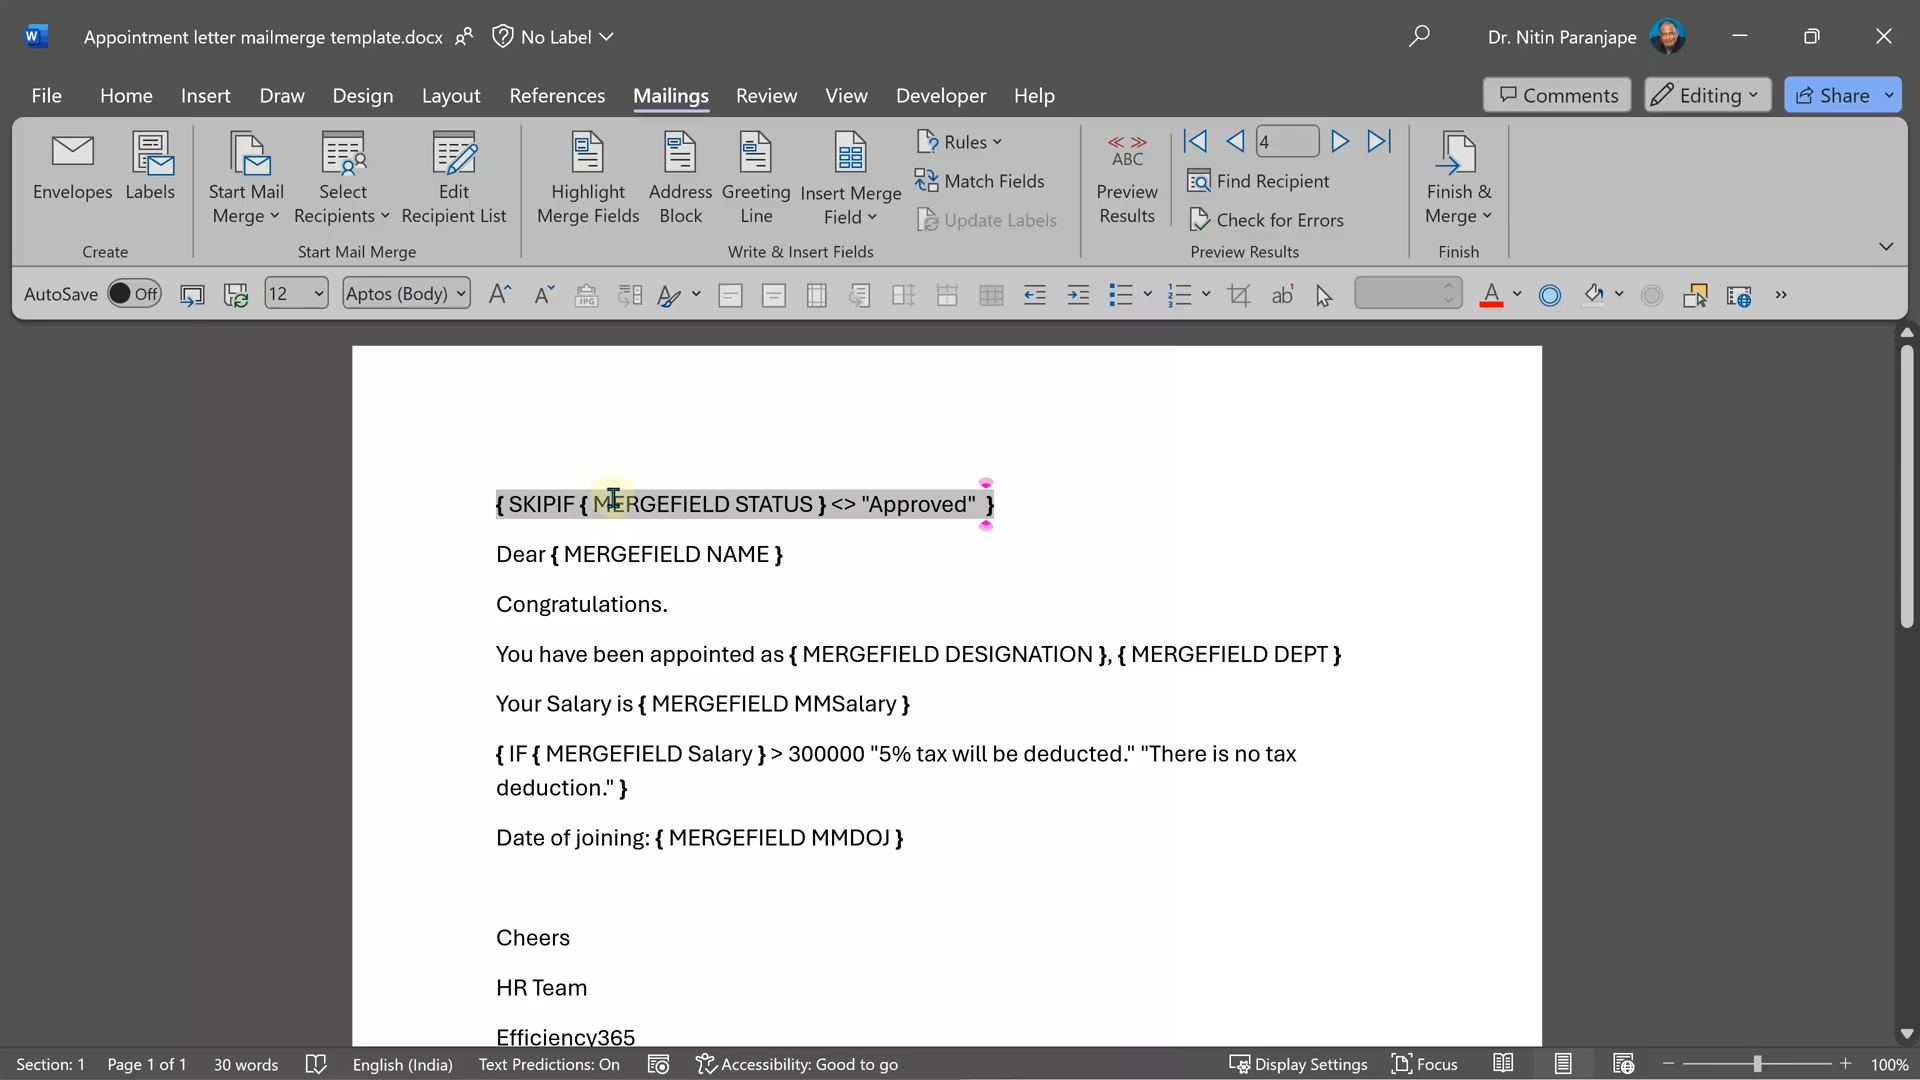 W Appointment letter mailmerge template.docx No Label Dr. Nitin Paranjape
File Home Insert Draw Design Layout References Mailings Review View Developer Help Comments Editing Share
Envelopes
Labels
Create
Start Mail
Merge
Select
Recipients
Edit
Recipient List
Start Mail Merge
Highlight
Merge Fields
Address
Block
Greeting
Line
Insert Merge
Field
Rules
Match Fields
Update Labels
Write & Insert Fields
ABC
Preview
Results
4
Find Recipient
Check for Errors
Preview Results
Finish &
Merge
Finish
AutoSave Off 12 Aptos (Body) A A JPG A ab A
{ SKIPIF { MERGEFIELD STATUS } <> "Approved" }
Dear { MERGEFIELD NAME }
Congratulations.
You have been appointed as { MERGEFIELD DESIGNATION }, { MERGEFIELD DEPT }
Your Salary is { MERGEFIELD MMSalary }
{ IF { MERGEFIELD Salary } > 300000 "5% tax will be deducted." "There is no tax
deduction." }
Date of joining: { MERGEFIELD MMDOJ }
Cheers
HR Team
Efficiency365
Section: 1 Page 1 of 1 30 words English (India) Text Predictions: On Accessibility: Good to go Display Settings Focus 100%